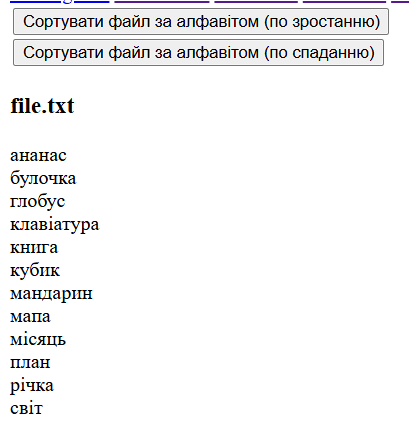 Сортувати файл за алфавітом (по зростанню)
Сортувати файл за алфавітом (по спаданню)
file.txt
ананас
булочка
глобус
клавіатура
книга
кубик
мандарин
мапа
місяць
план
річка
світ